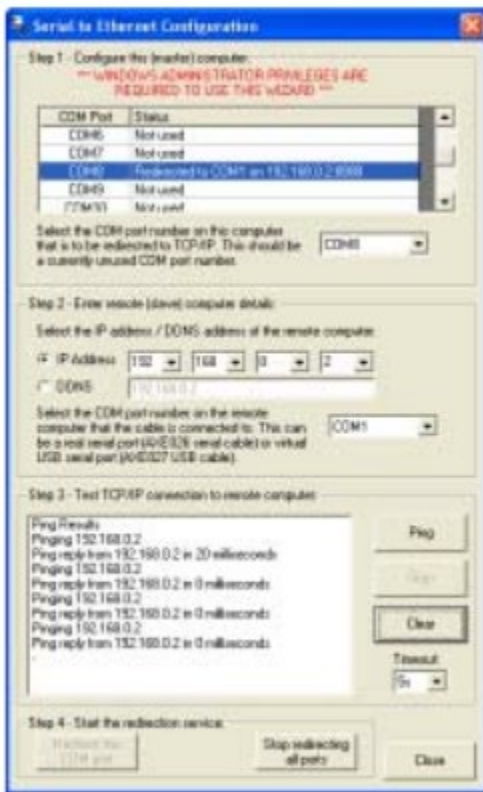 Serial to Ethernet Configuration
Step 1 - Configure this (master) computer.
*** WINDOWS ADMINISTRATOR PRIVILEGES ARE
REQUIRED TO USE THIS WIZARD ***
COM Port Status
COM6 Not used
COM7 Not used
COM8 Redirected to COM1 on 192.168.0.2:
COM9 Not used
COM10 Not used
Select the COM port number on this computer
that is to be redirected to TCP/IP. This should be
a currently unused COM port number.
COM8
Step 2 - Enter remote (slave) computer details
Select the IP address / DDNS address of the remote computer
IP Address 192 168 0 2
DDNS 192.168.0.2
Select the COM port number on the remote
computer that the cable is connected to. This can
be a real serial port (AXE026 serial cable) or virtual
USB serial port (AXE027 USB cable).
COM1
Step 3 - Test TCP/IP connection to remote computer
Ping Results
Pinging 192.168.0.2
Ping reply from 192.168.0.2 in 20 milliseconds
Pinging 192.168.0.2
Ping reply from 192.168.0.2 in 0 milliseconds
Pinging 192.168.0.2
Ping reply from 192.168.0.2 in 0 milliseconds
Pinging 192.168.0.2
Ping reply from 192.168.0.2 in 0 milliseconds
Ping
Stop
Clear
Timeout
Step 4 - Start the redirection service
Redirect this
COM port
Stop redirecting
all ports
Close